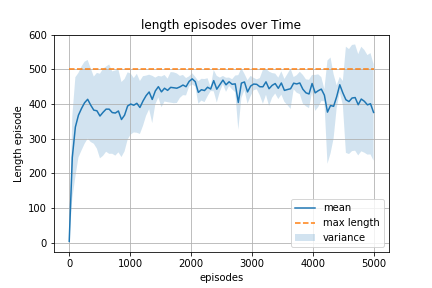 length episodes over Time
Length episode
600
500
400
300
200
100
0
0 1000 2000 3000 4000 5000
episodes
mean
max length
variance